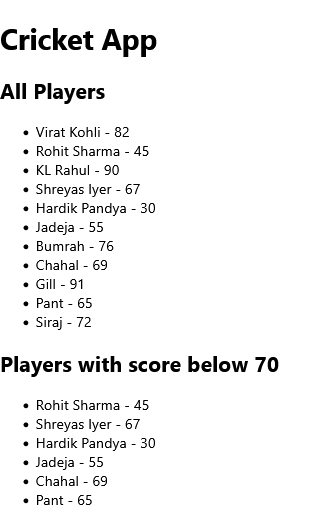 Cricket App
All Players
• Virat Kohli - 82
• Rohit Sharma - 45
• KL Rahul - 90
• Shreyas Iyer - 67
• Hardik Pandya - 30
• Jadeja - 55
• Bumrah - 76
• Chahal - 69
• Gill - 91
• Pant - 65
• Siraj - 72
Players with score below 70
• Rohit Sharma - 45
• Shreyas Iyer - 67
• Hardik Pandya - 30
• Jadeja - 55
• Chahal - 69
• Pant - 65